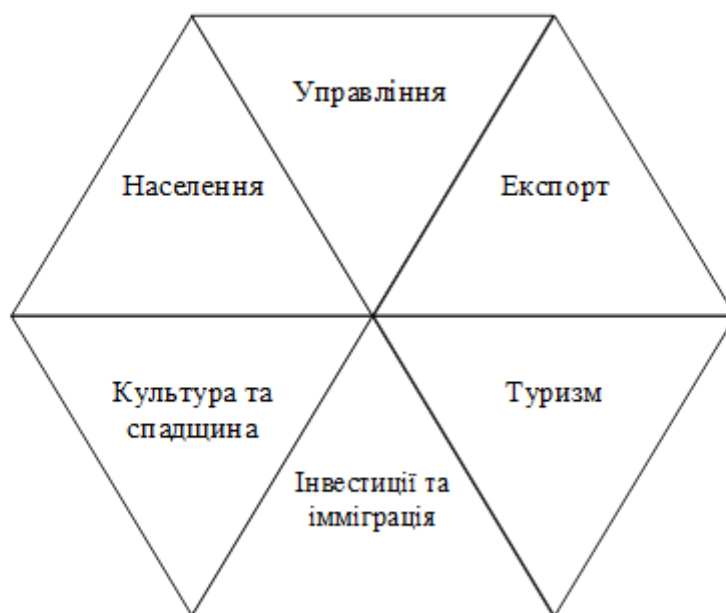 Управління
Населення
Експорт
Культура та
спадщина
Туризм
Інвестиції та
імміграція